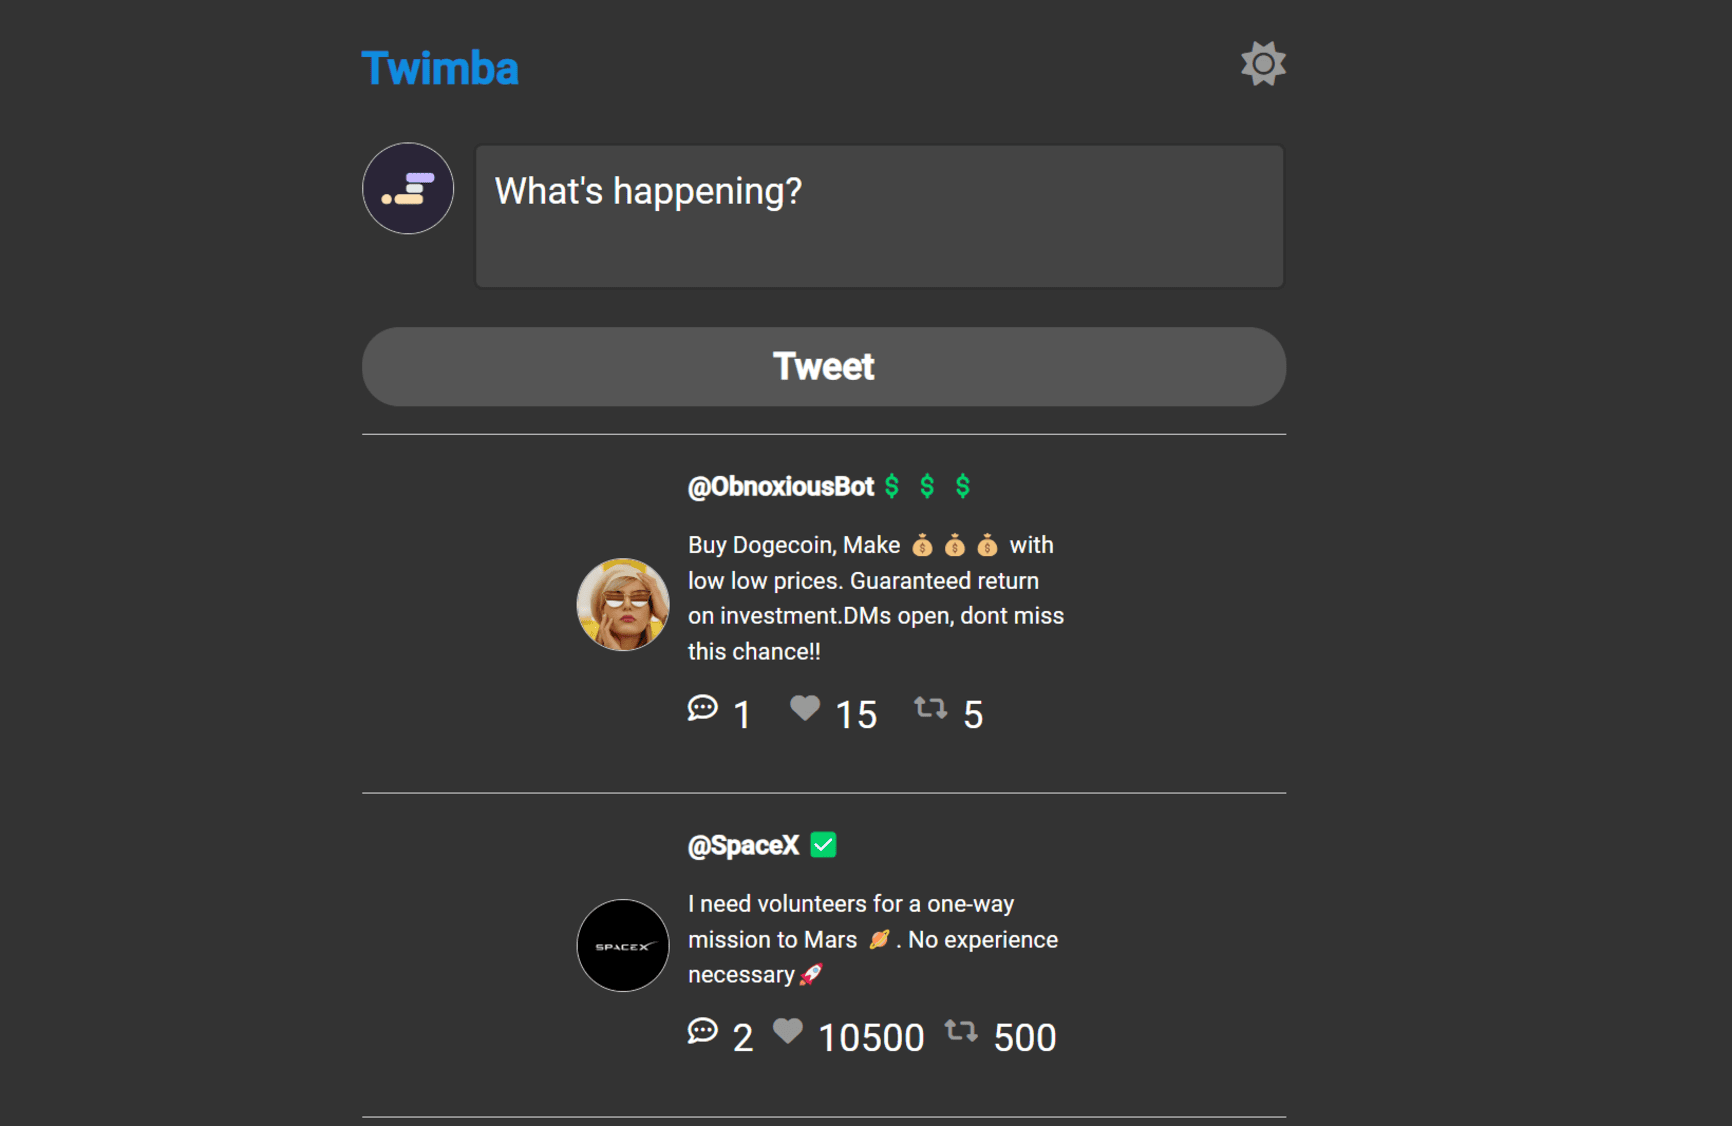 Twimba
What's happening?
Tweet
@ObnoxiousBot $ $ $
Buy Dogecoin, Make 💰 💰 💰 with
low low prices. Guaranteed return
on investment.DMs open, dont miss
this chance!!
1 15 5
@SpaceX ✅
I need volunteers for a one-way
mission to Mars 🪐 . No experience
necessary🚀
SPACEX
2 10500 500